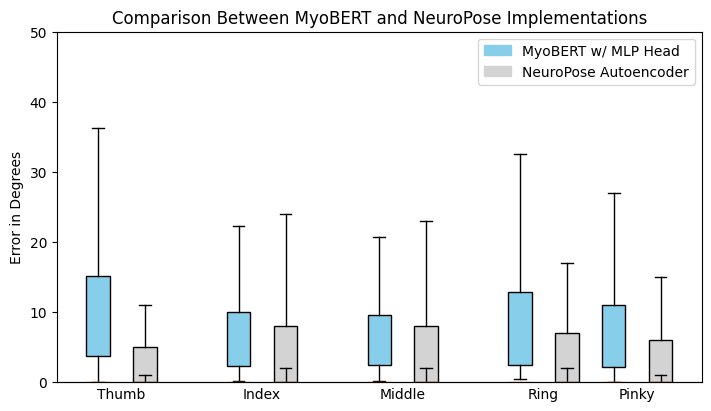 Comparison Between MyoBERT and NeuroPose Implementations
MyoBERT w/ MLP Head
NeuroPose Autoencoder
Error in Degrees
50
40
30
20
10
0
Thumb Index Middle Ring Pinky